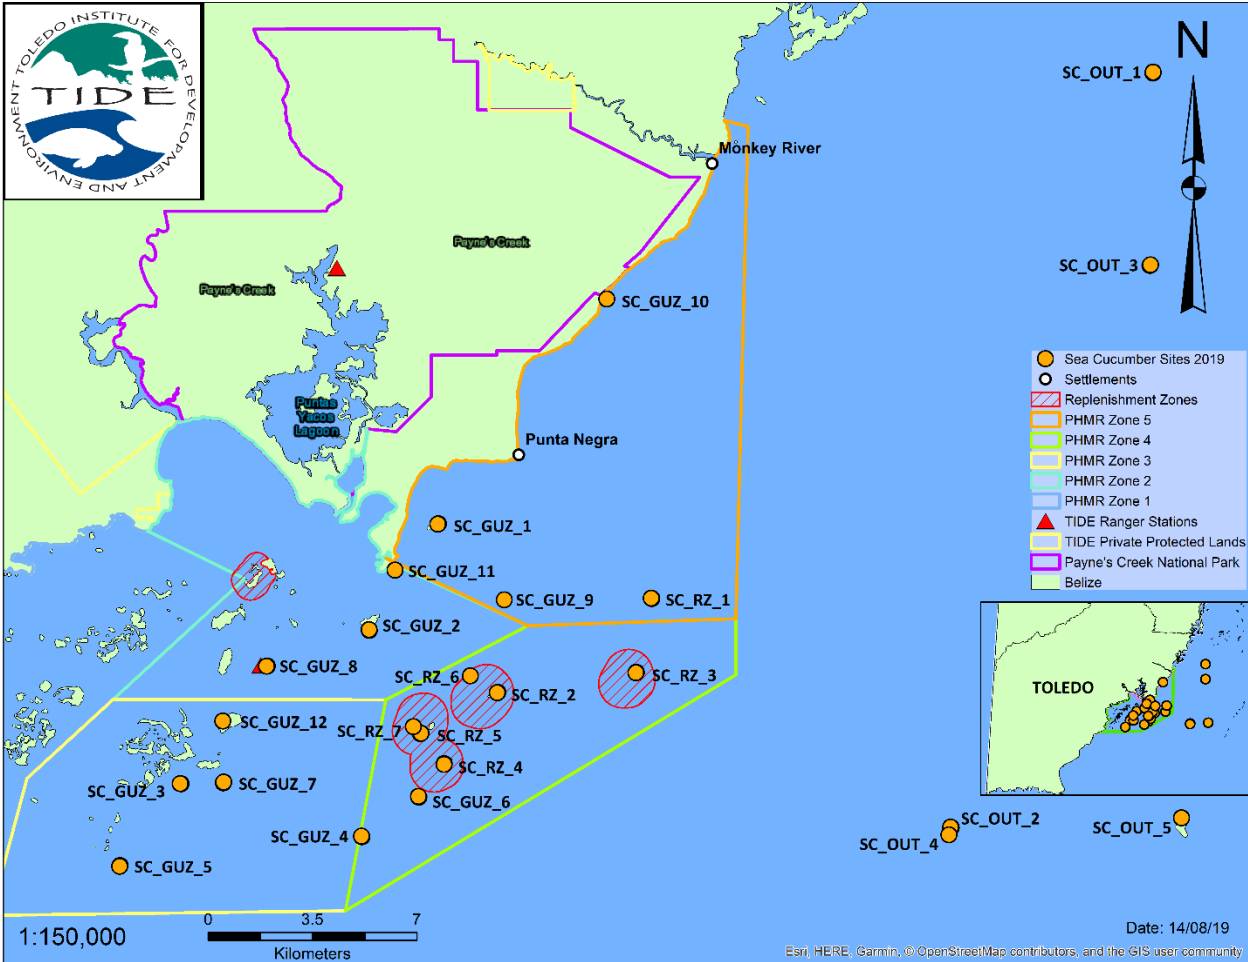 TOLEDO INSTITUTE FOR DEVELOPMENT AND ENVIRONMENT
TIDE
N
SC_OUT_1
Monkey River
Payne's Creek
SC_OUT_3
Payne's Creek
SC_GUZ_10
Sea Cucumber Sites 2019
Settlements
Replenishment Zones
PHMR Zone 5
PHMR Zone 4
PHMR Zone 3
PHMR Zone 2
PHMR Zone 1
TIDE Ranger Stations
TIDE Private Protected Lands
Payne's Creek National Park
Belize
Puntas
Yacos
Lagoon
Punta Negra
SC_GUZ_1
SC_GUZ_11
SC_GUZ_9
SC_RZ_1
SC_GUZ_2
SC_GUZ_8
SC_RZ_6
SC_RZ_2
SC_RZ_3
TOLEDO
SC_GUZ_12
SC_RZ_7
SC_RZ_5
SC_RZ_4
SC_GUZ_3
SC_GUZ_7
SC_GUZ_6
SC_GUZ_4
SC_GUZ_5
SC_OUT_2
SC_OUT_4
SC_OUT_5
1:150,000
0 3.5 7
Kilometers
Date: 14/08/19
Esri, HERE, Garmin, © OpenStreetMap contributors, and the GIS user community